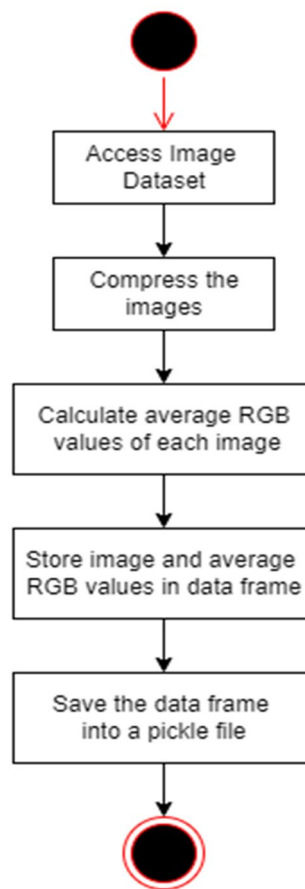 Access Image
Dataset
Compress the
images
Calculate average RGB
values of each image
Store image and average
RGB values in data frame
Save the data frame
into a pickle file